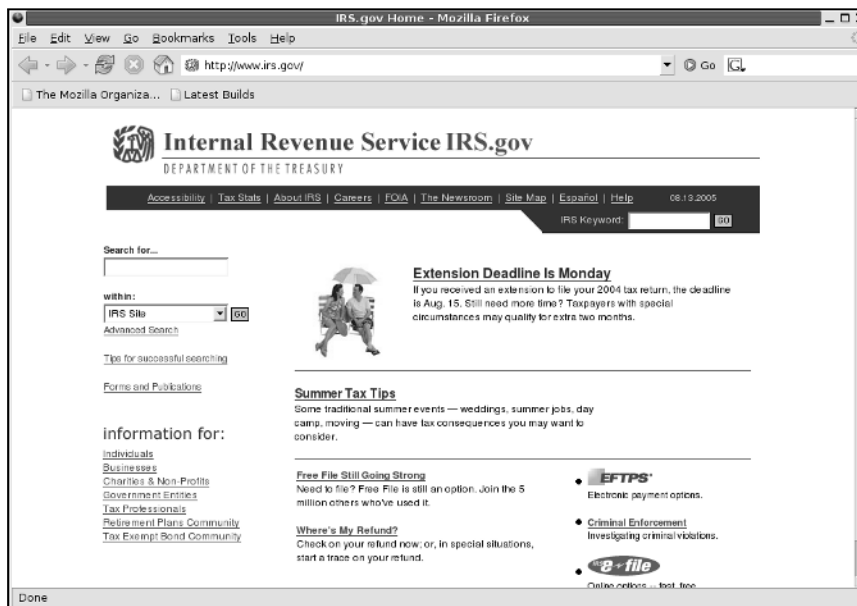 IRS.gov Home - Mozilla Firefox
File Edit View Go Bookmarks Tools Help
http://www.irs.gov/ Go G
The Mozilla Organiza... Latest Builds
Internal Revenue Service IRS.gov
DEPARTMENT OF THE TREASURY
Accessibility | Tax Stats | About IRS | Careers | FOIA | The Newsroom | Site Map | Español | Help 08.13.2005
IRS Keyword: GO
Search for...
within:
IRS Site GO
Advanced Search
Tips for successful searching
Forms and Publications
information for:
Individuals
Businesses
Charities & Non-Profits
Government Entities
Tax Professionals
Retirement Plans Community
Tax Exempt Bond Community
Extension Deadline Is Monday
If you received an extension to file your 2004 tax return, the deadline
is Aug. 15. Still need more time? Taxpayers with special
circumstances may qualify for extra two months.
Summer Tax Tips
Some traditional summer events — weddings, summer jobs, day
camp, moving — can have tax consequences you may want to
consider.
Free File Still Going Strong
Need to file? Free File is still an option. Join the 5
million others who've used it.
Where's My Refund?
Check on your refund now; or, in special situations,
start a trace on your refund.
EFTPS
Electronic payment options.
Criminal Enforcement
Investigating criminal violations.
IRS e-file
Online options -- fast, free
Done